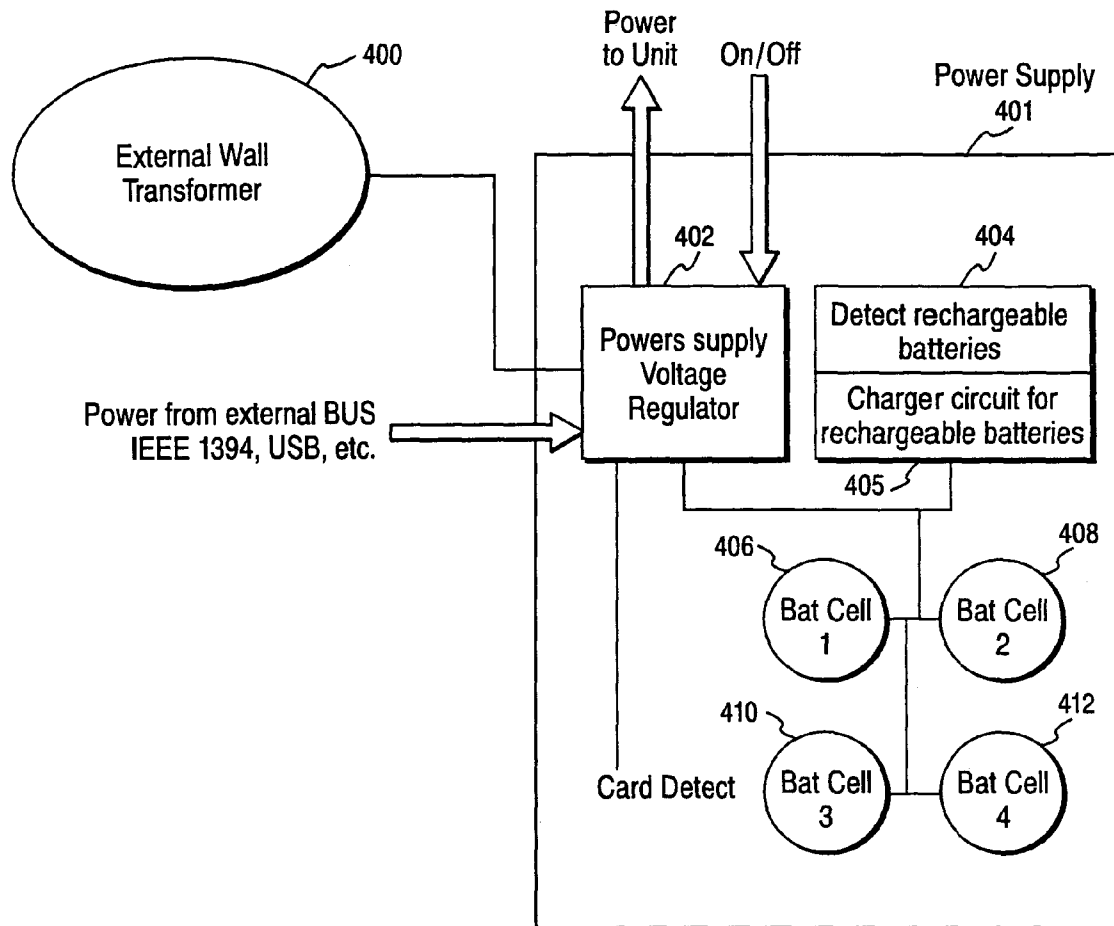 Power
to Unit
On/Off
400
Power Supply
401
External Wall
Transformer
402
404
Powers supply
Voltage
Regulator
Detect rechargeable
batteries
Charger circuit for
rechargeable batteries
Power from external BUS
IEEE 1394, USB, etc.
405
406
408
Bat Cell
1
Bat Cell
2
410
412
Card Detect
Bat Cell
3
Bat Cell
4